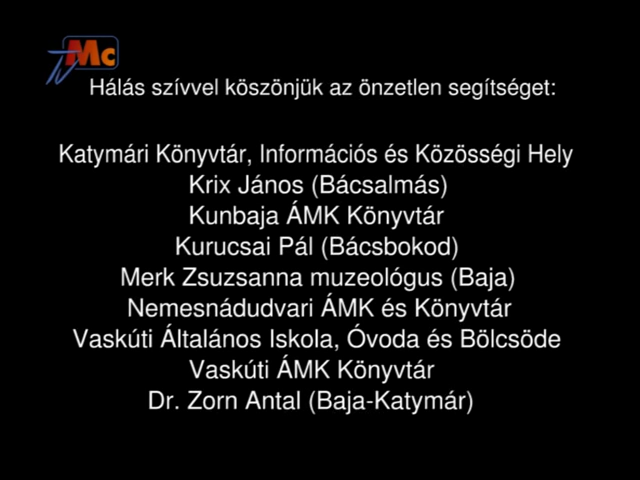 Mc
TV
Hálás szívvel köszönjük az önzetlen segítséget:
Katymári Könyvtár, Információs és Közösségi Hely
Krix János (Bácsalmás)
Kunbaja ÁMK Könyvtár
Kurucsai Pál (Bácsbokod)
Merk Zsuzsanna muzeológus (Baja)
Nemesnádudvari ÁMK és Könyvtár
Vaskúti Általános Iskola, Óvoda és Bölcsöde
Vaskúti ÁMK Könyvtár
Dr. Zorn Antal (Baja-Katymár)